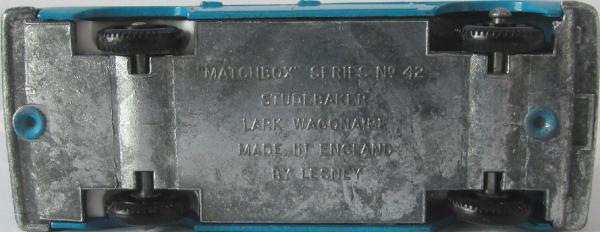 "MATCHBOX" SERIES No 42
STUDEBAKER
LARK WAGONAIRE
MADE IN ENGLAND
BY LESNEY